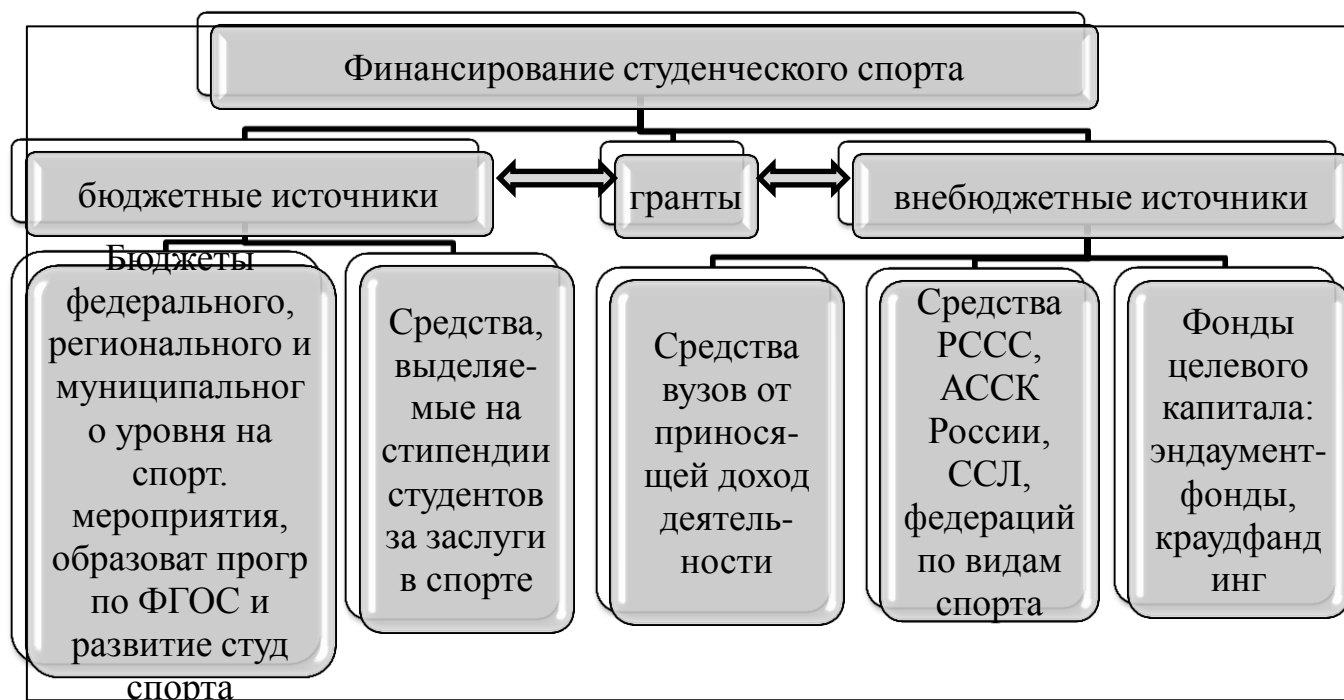 Финансирование студенческого спорта
бюджетные источники
гранты
внебюджетные источники
Бюджеты
федерального,
регионального и
муниципальног
о уровня на
спорт.
мероприятия,
образоват прогр
по ФГОС и
развитие студ
спорта
Средства,
выделяе-
мые на
стипендии
студентов
за заслуги
в спорте
Средства
вузов от
принося-
щей доход
деятель-
ности
Средства
РССС,
АССК
России,
ССЛ,
федераций
по видам
спорта
Фонды
целевого
капитала:
эндаумент-
фонды,
краудфанд
инг